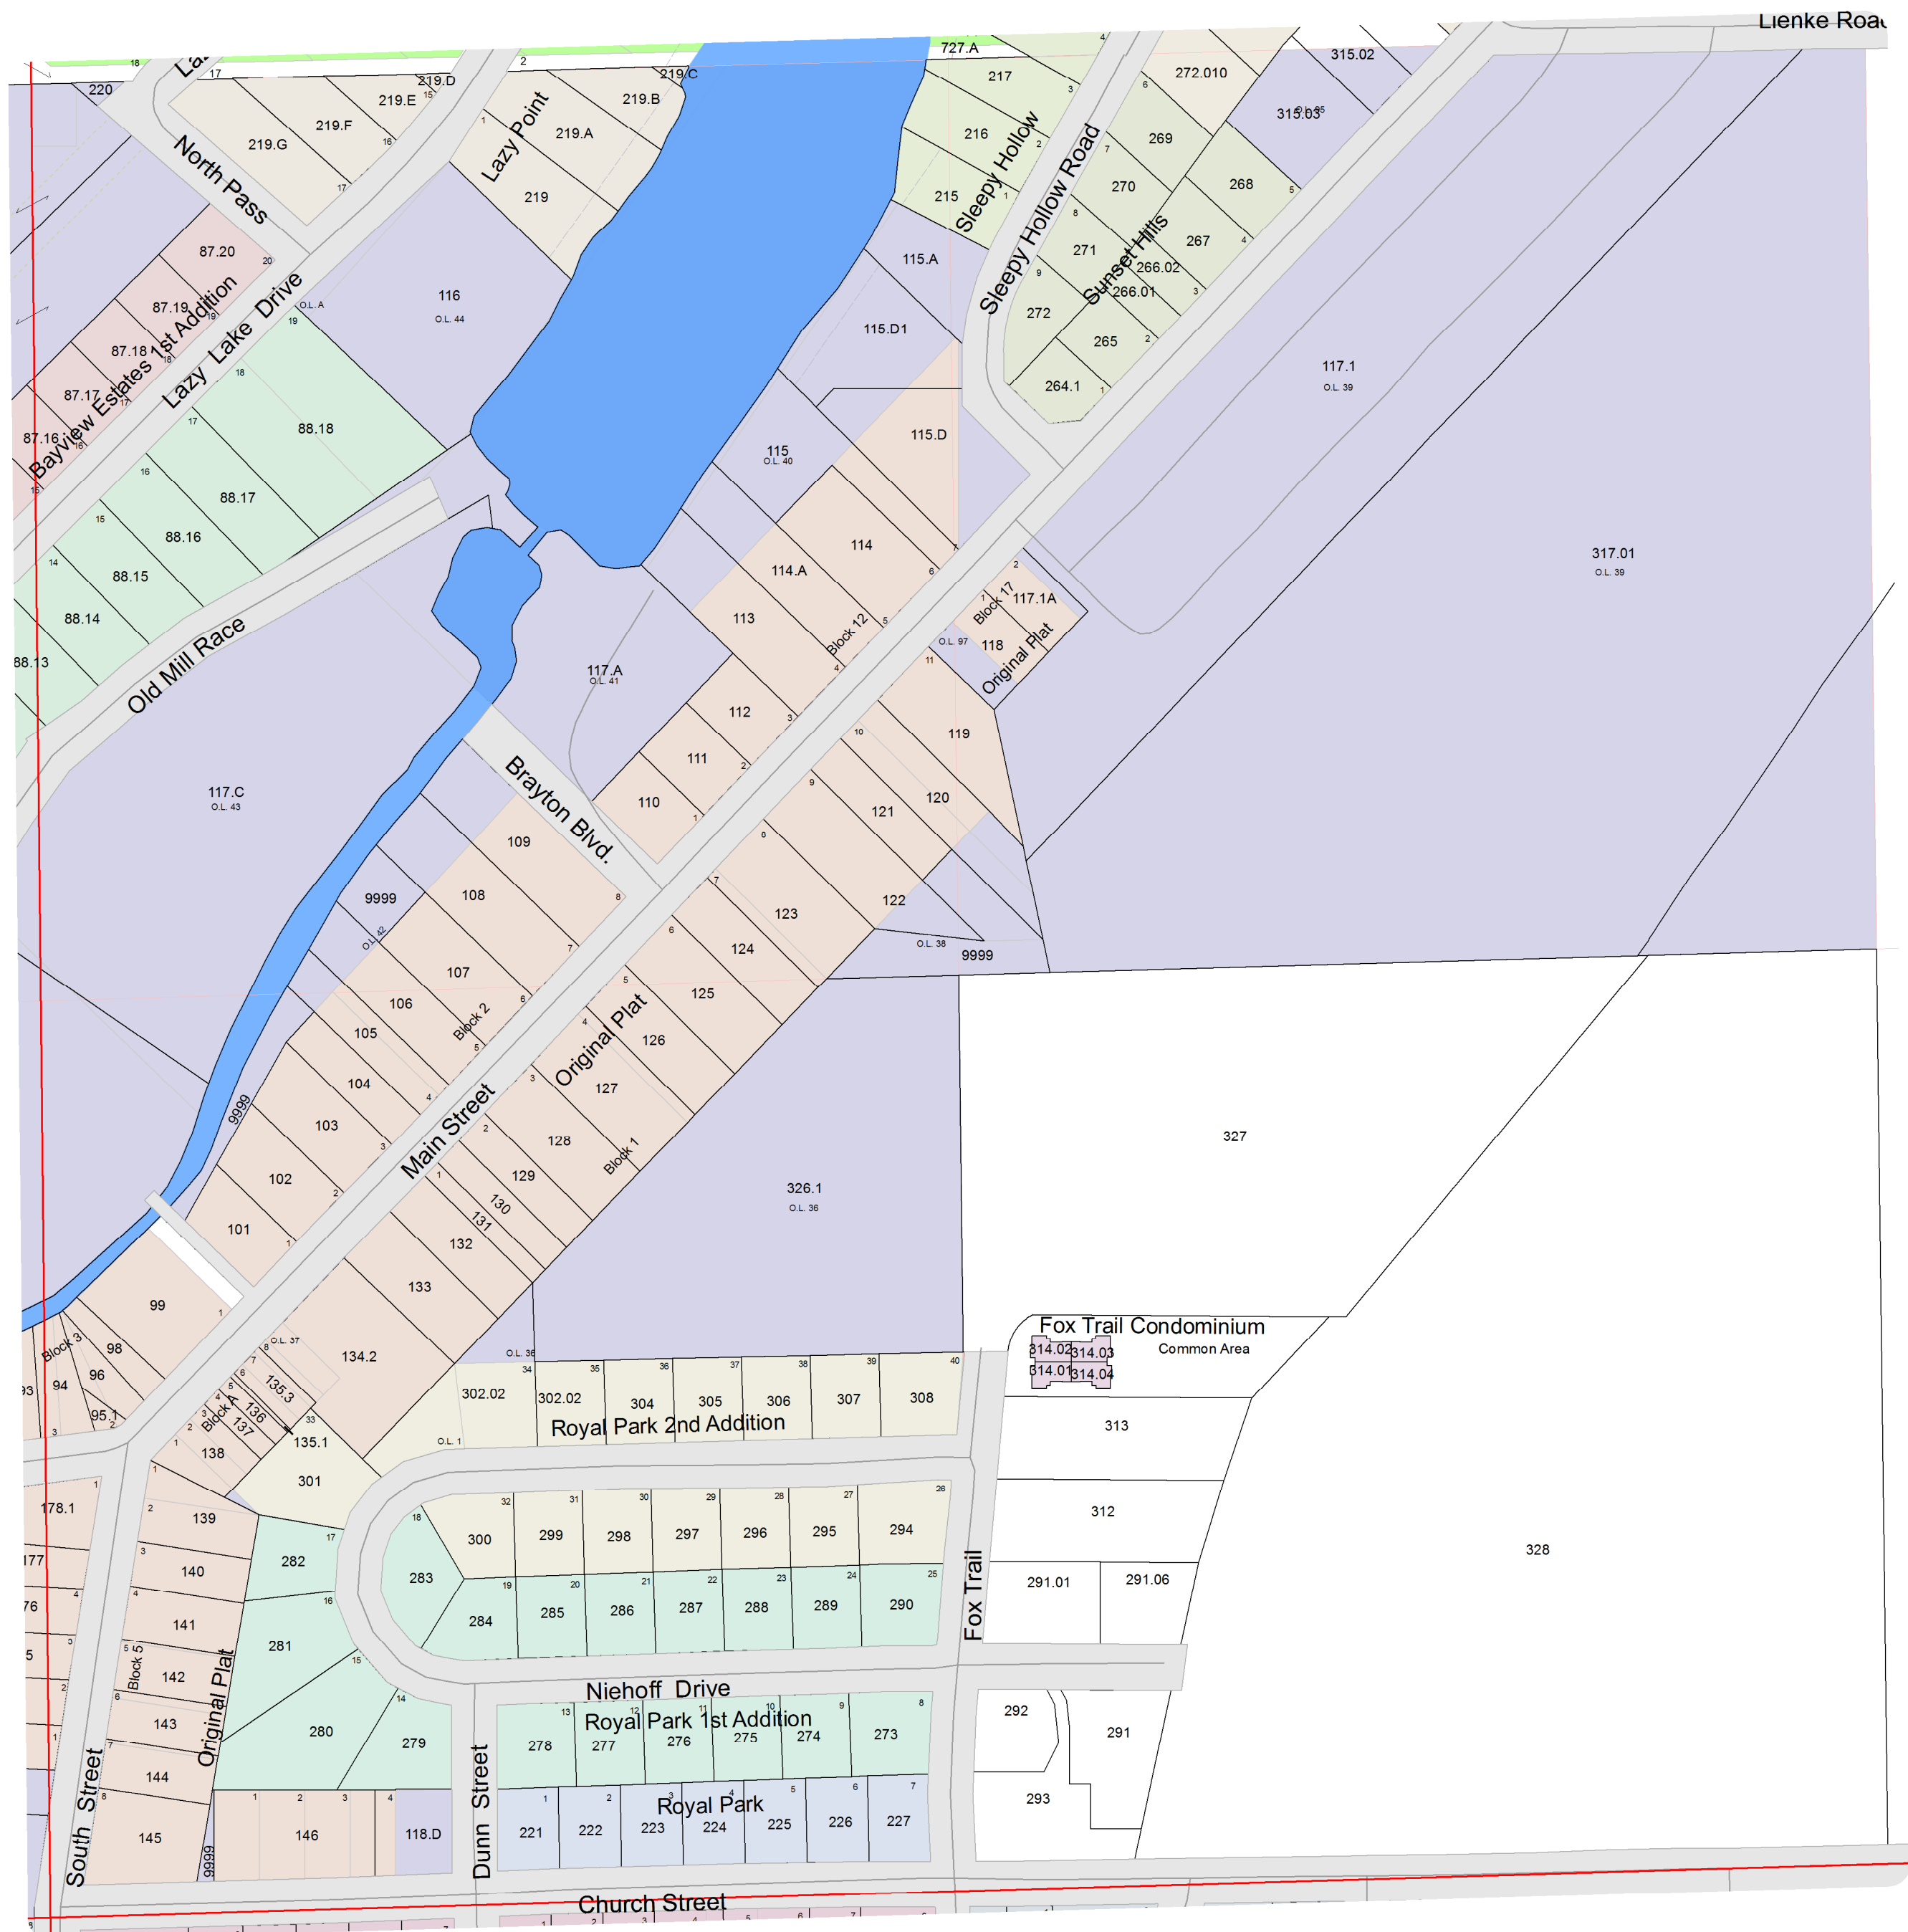 Lienke Road
727.A
217
216
215
Sleepy Hollow
Sleepy Hollow Road
272.010
315.02
315.03
269
270
268
267
271
266.02
266.01
Sunset Hills
272
265
264.1
220
North Pass
219.G
219.F
219.E
219.D
219.C
219.B
219.A
219
Lazy Point
87.20
87.19
87.18
87.17
87.16
Bayview Estates 1st Addition
Lazy Lake Drive
O.L. A
116
O.L. 44
115.A
115.D1
115.D
115
O.L. 40
117.1
O.L. 39
317.01
O.L. 39
88.18
88.17
88.16
88.15
88.14
88.13
Old Mill Race
114
114.A
113
Block 12
Block 17
117.1A
118
Original Plat
O.L. 97
117.A
O.L. 41
112
111
110
119
120
121
122
123
117.C
O.L. 43
Brayton Blvd.
109
108
9999
O.L. 42
107
106
105
104
103
102
101
Block 2
9999
Main Street
124
125
126
127
128
129
130
131
132
133
134.2
Original Plat
Block 1
O.L. 38
9999
326.1
O.L. 36
327
328
99
98
96
95.1
94
93
Block 3
O.L. 37
135.3
136
137
138
Block A
135.1
301
O.L. 36
O.L. 1
302.02
302.02
304
305
306
307
308
Royal Park 2nd Addition
Fox Trail Condominium
Common Area
314.02
314.03
314.01
314.04
313
312
291.01
291.06
292
291
293
Fox Trail
300
299
298
297
296
295
294
283
284
285
286
287
288
289
290
282
281
280
279
Niehoff Drive
Royal Park 1st Addition
278
277
276
275
274
273
Royal Park
221
222
223
224
225
226
227
Dunn Street
178.1
177
139
140
141
142
143
144
145
Block 5
Original Plat
South Street
9999
146
118.D
Church Street